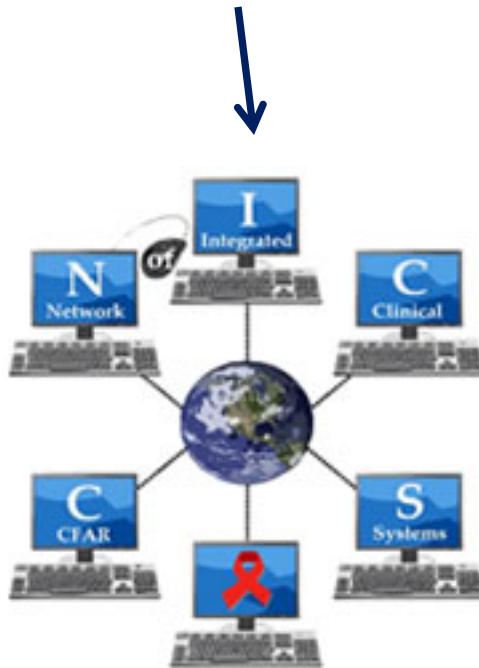 I
Integrated
of
N
Network
C
Clinical
C
CFAR
S
Systems